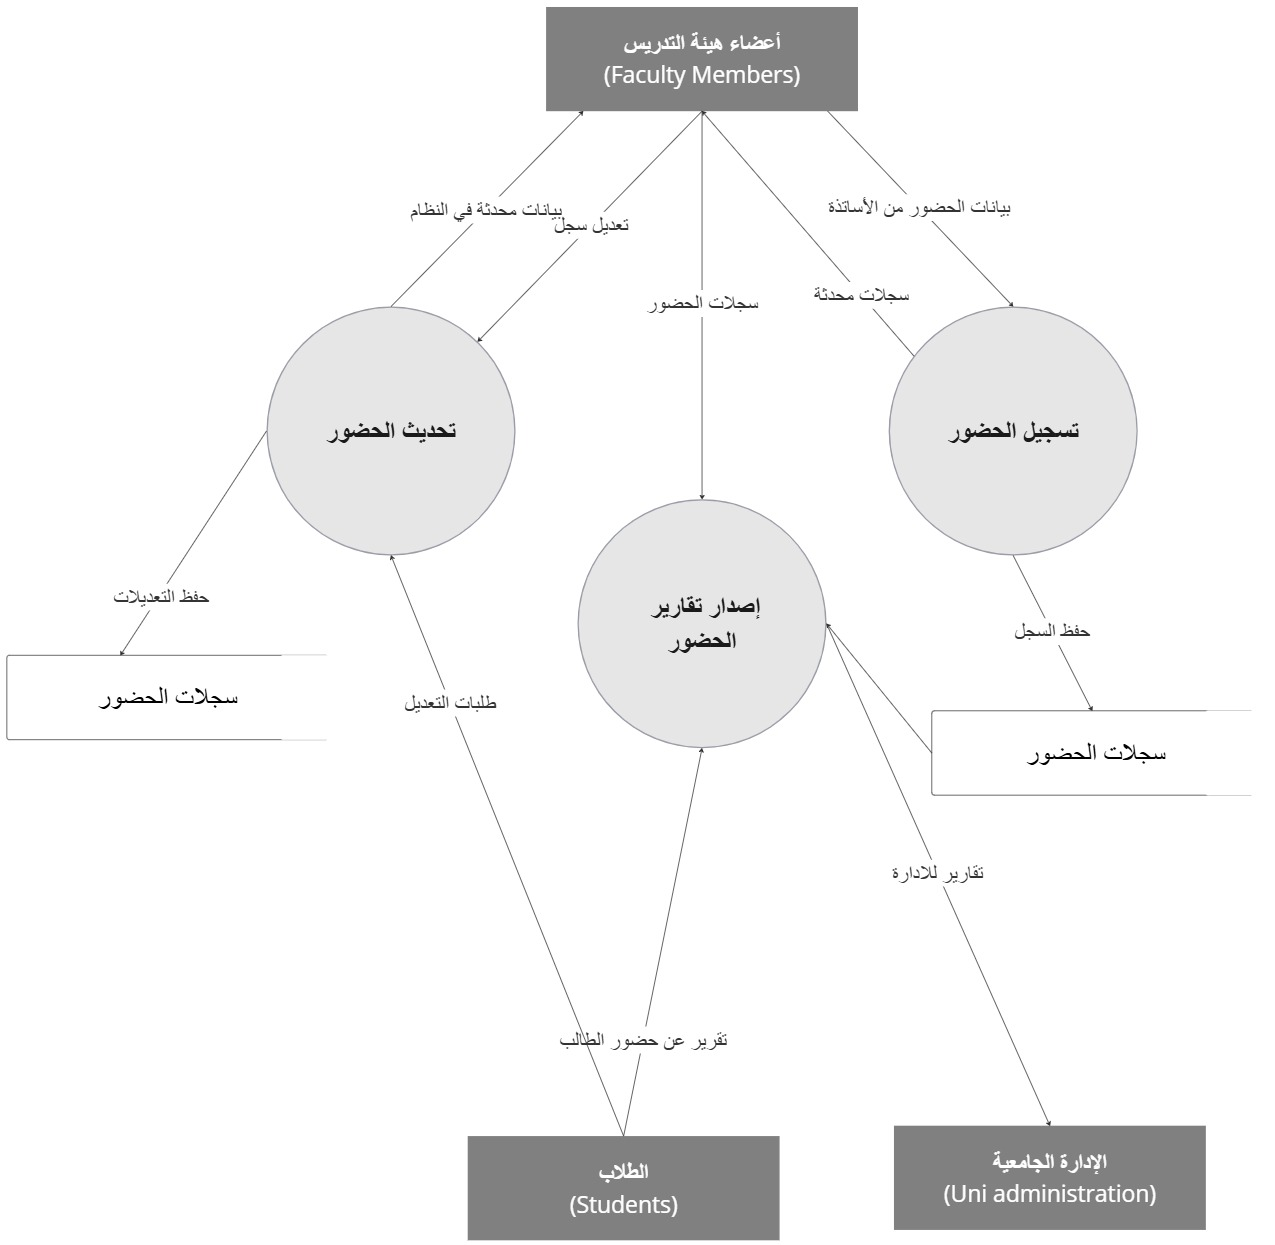 أعضاء هيئة التدريس
(Faculty Members)
بيانات الحضور من الأساتذة
بيانات محدثة في النظام
تعديل سجل
سجلات محدثة
سجلات الحضور
تسجيل الحضور
تحديث الحضور
إصدار تقارير
الحضور
حفظ التعديلات
حفظ السجل
سجلات الحضور
طلبات التعديل
سجلات الحضور
تقارير للادارة
تقرير عن حضور الطالب
الإدارة الجامعية
(Uni administration)
الطلاب
(Students)